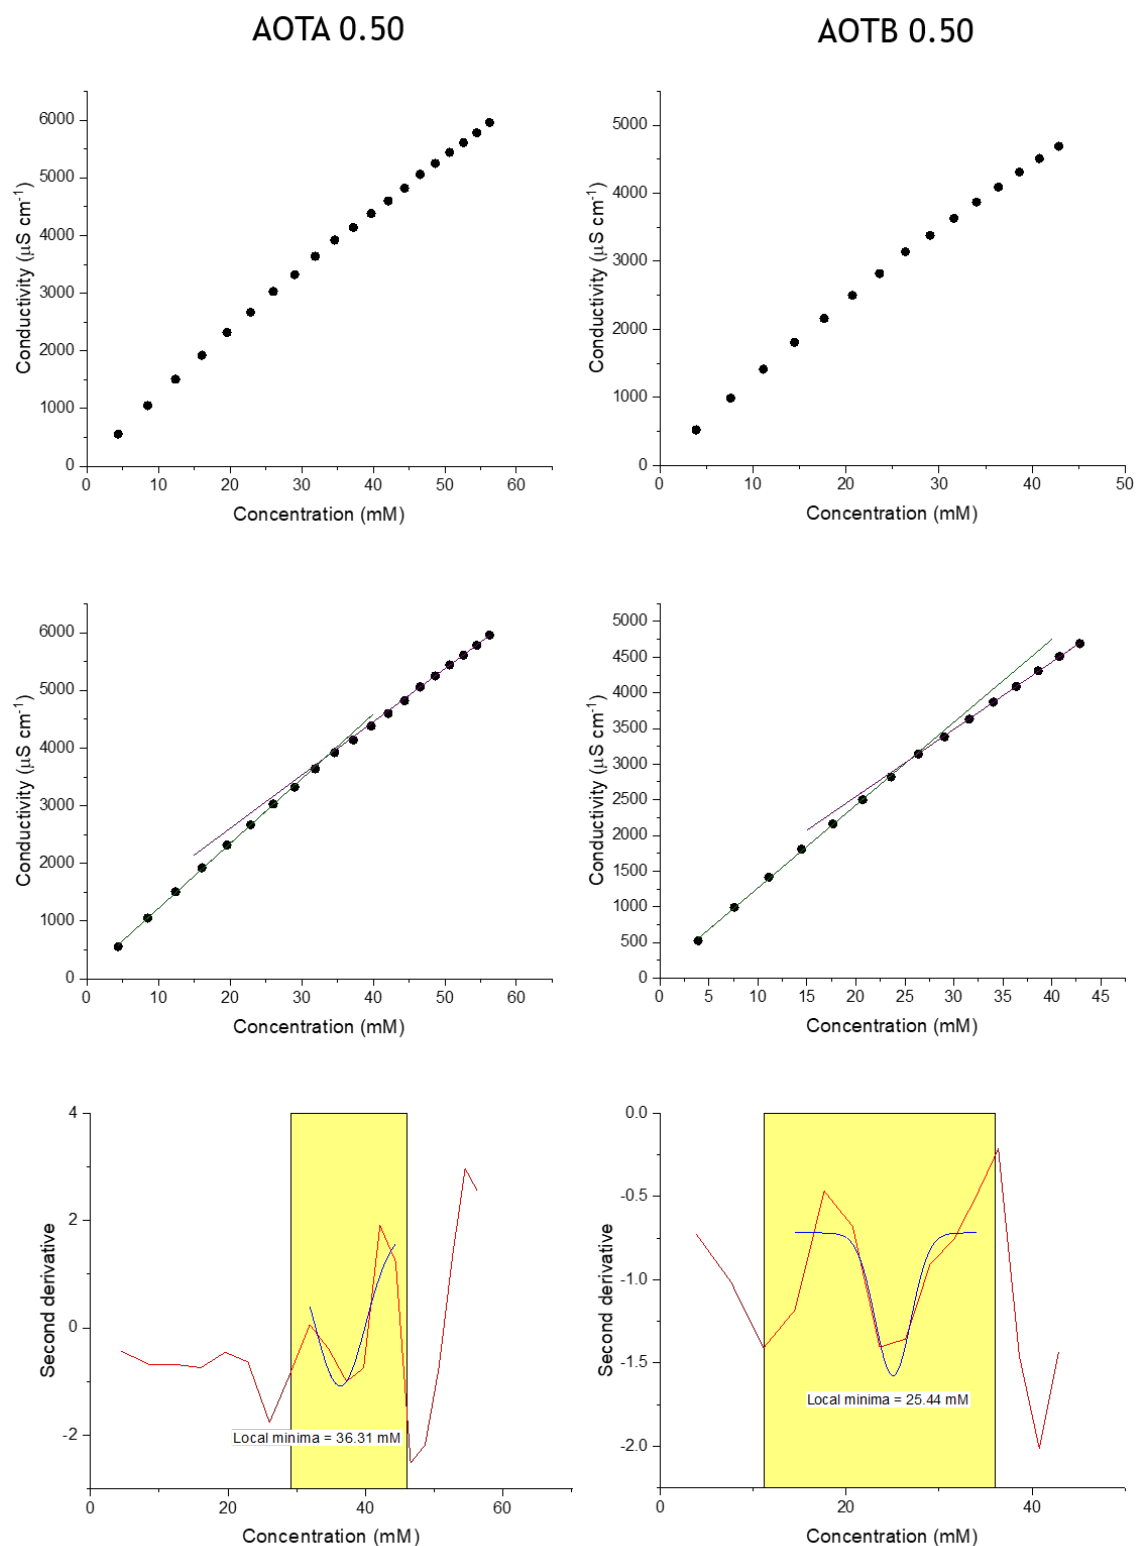 AOTA 0.50
AOTB 0.50
6000
5000
4000
3000
2000
1000
0
0 10 20 30 40 50 60
Conductivity (µS cm-1)
Concentration (mM)
5000
4000
3000
2000
1000
0
0 10 20 30 40 50
Conductivity (µS cm-1)
Concentration (mM)
6000
5000
4000
3000
2000
1000
0
0 10 20 30 40 50 60
Conductivity (µS cm-1)
Concentration (mM)
5000
4500
4000
3500
3000
2500
2000
1500
1000
500
0
0 5 10 15 20 25 30 35 40 45
Conductivity (µS cm-1)
Concentration (mM)
4
2
0
-2
0 20 40 60
Second derivative
Local minima = 36.31 mM
Concentration (mM)
0.0
-0.5
-1.0
-1.5
-2.0
0 20 40
Second derivative
Local minima = 25.44 mM
Concentration (mM)